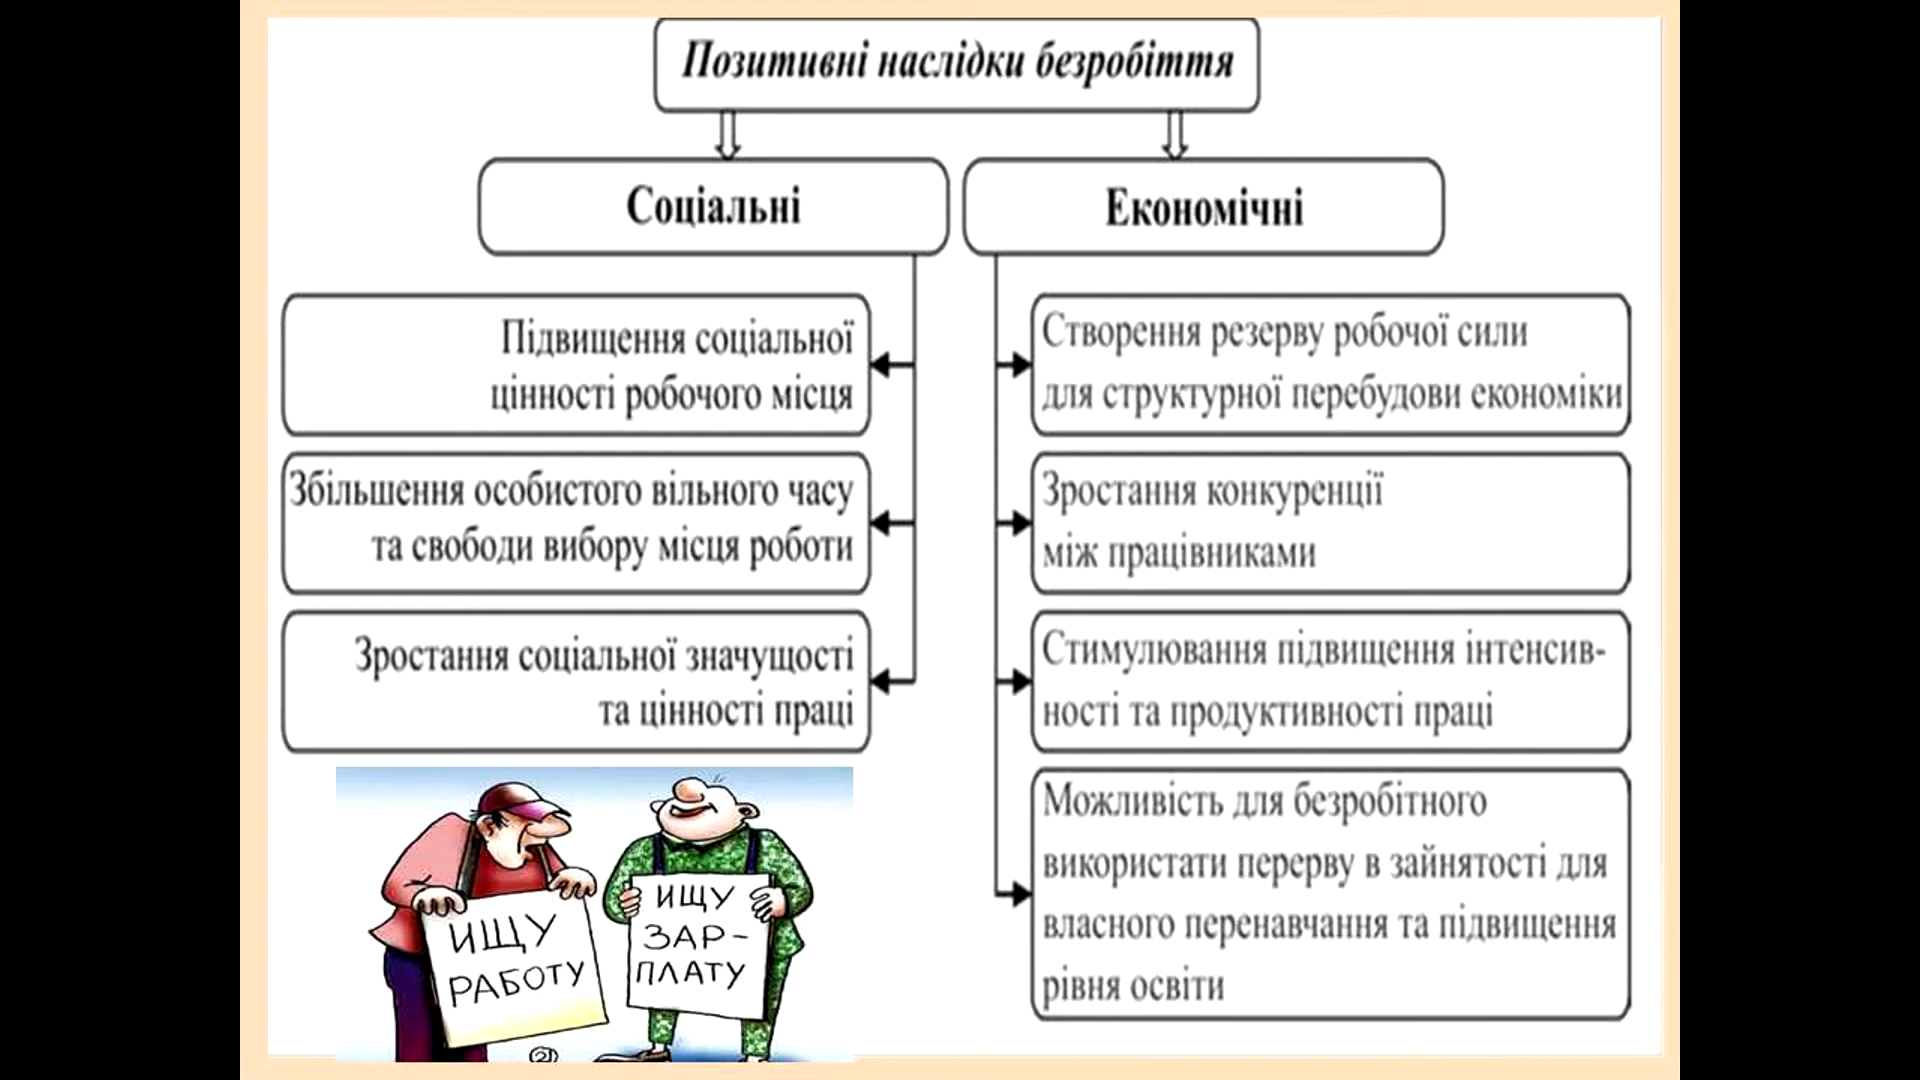 Позитивні наслідки безробіття
Соціальні
Підвищення соціальної
цінності робочого місця
Збільшення особистого вільного часу
та свободи вибору місця роботи
Зростання соціальної значущості
та цінності праці
Економічні
Створення резерву робочої сили
для структурної перебудови економіки
Зростання конкуренції
між працівниками
Стимулювання підвищення інтенсив-
ності та продуктивності праці
Можливість для безробітного
використати перерву в зайнятості для
власного перенавчання та підвищення
рівня освіти
ИЩУ
РАБОТУ
ИЩУ
ЗАР-
ПЛАТУ